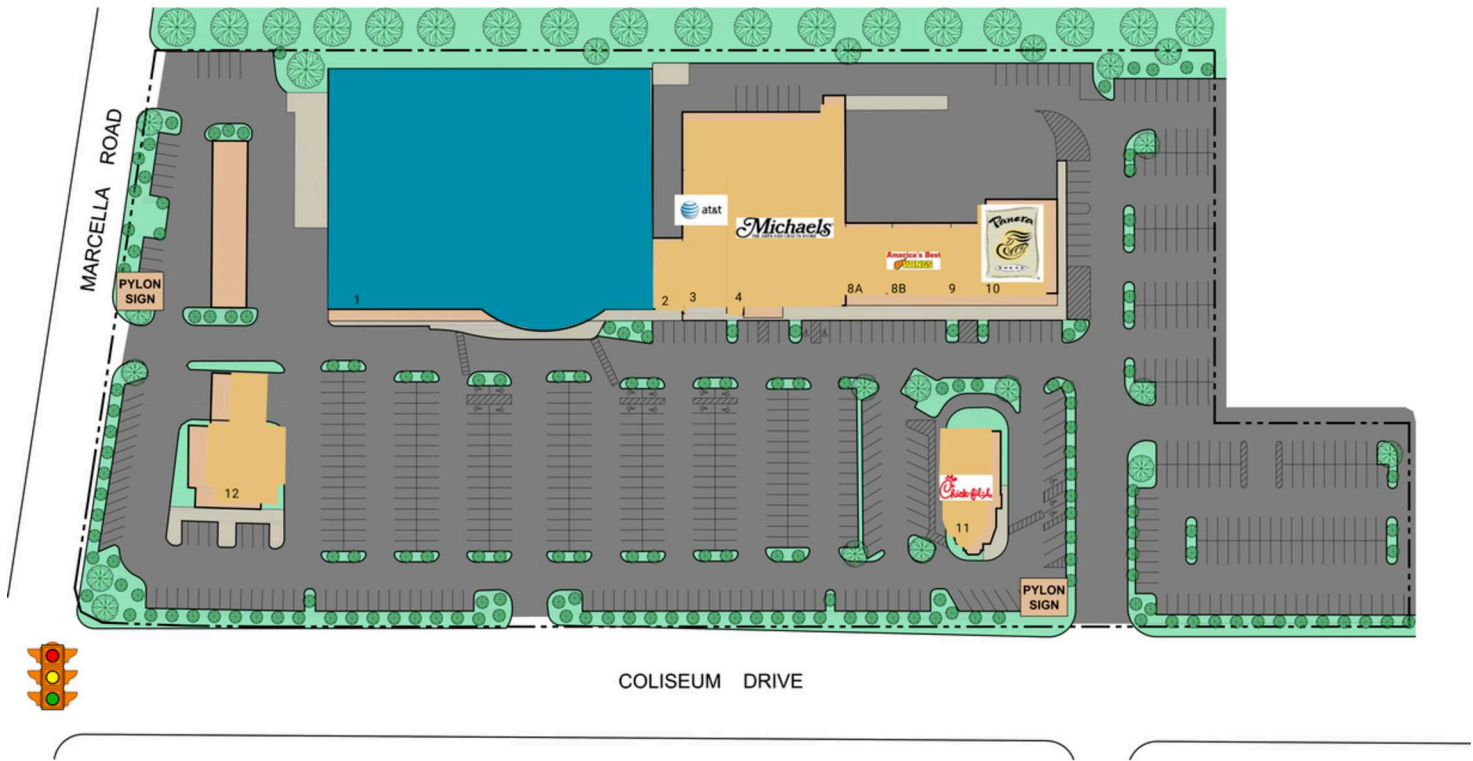 MARCELLA ROAD
PYLON
SIGN
1
2
3
4
8A
8B
9
10
at&t
Michaels
THE ARTS AND CRAFTS STORE
America's Best
WINGS
Panera
BREAD
12
Chick-fil-A
11
PYLON
SIGN
COLISEUM DRIVE